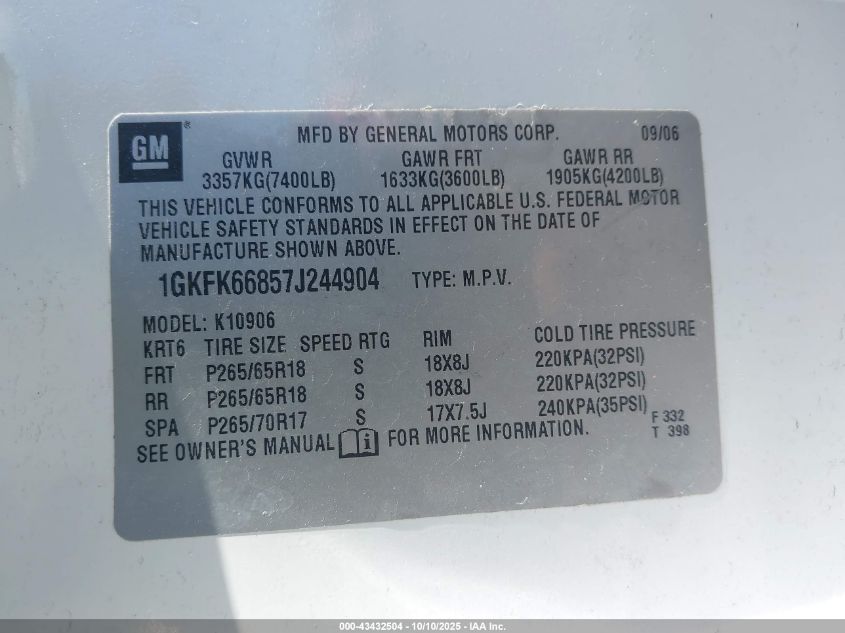 GM®
MFD BY GENERAL MOTORS CORP. 09/06
GVWR GAWR FRT GAWR RR
3357KG(7400LB) 1633KG(3600LB) 1905KG(4200LB)
THIS VEHICLE CONFORMS TO ALL APPLICABLE U.S. FEDERAL MOTOR
VEHICLE SAFETY STANDARDS IN EFFECT ON THE DATE OF
MANUFACTURE SHOWN ABOVE.
1GKFK66857J244904 TYPE: M.P.V.
MODEL: K10906
KRT6 TIRE SIZE SPEED RTG RIM COLD TIRE PRESSURE
FRT P265/65R18 S 18X8J 220KPA(32PSI)
RR P265/65R18 S 18X8J 220KPA(32PSI)
SPA P265/70R17 S 17X7.5J 240KPA(35PSI)
F 332
SEE OWNER'S MANUAL i FOR MORE INFORMATION.
T 398
000-43432504 - 10/10/2025 - IAA Inc.